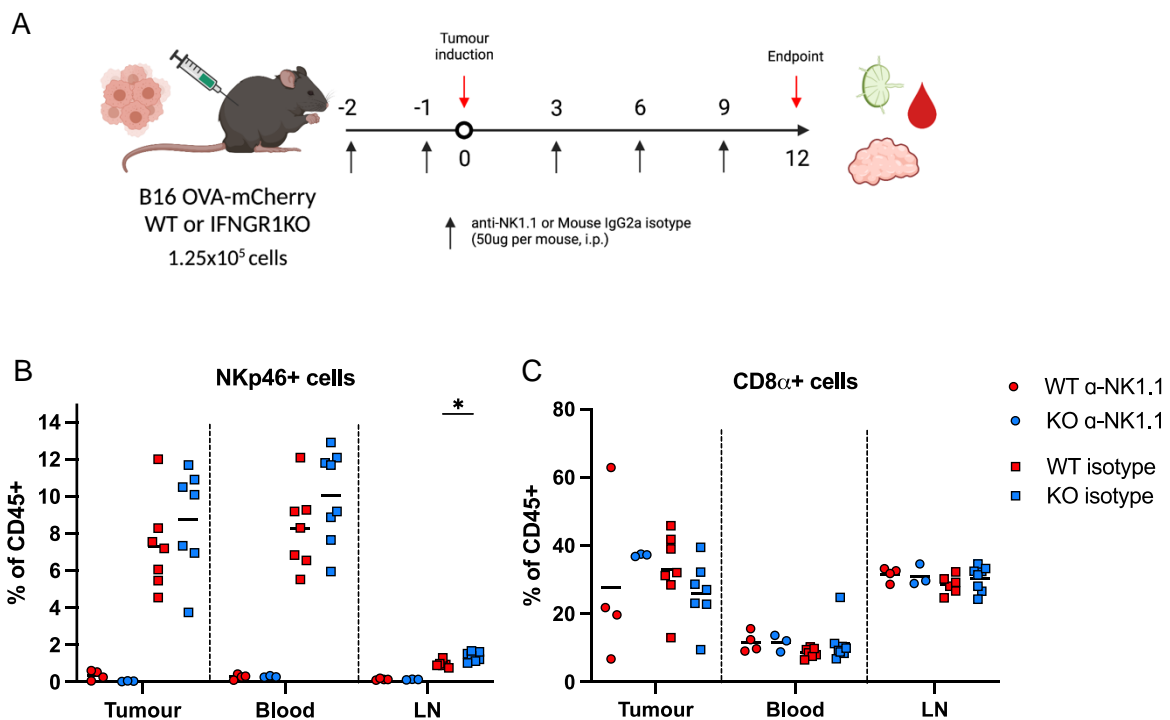 A
Tumour
induction
Endpoint
-2
-1
3
6
9
0
12
B16 OVA-mCherry
WT or IFNGR1KO
1.25x10⁵ cells
anti-NK1.1 or Mouse IgG2a isotype
(50ug per mouse, i.p.)
B
NKp46+ cells
% of CD45+
14
12
10
8
6
4
2
0
*
Tumour
Blood
LN
C
CD8α+ cells
% of CD45+
80
60
40
20
0
Tumour
Blood
LN
WT α-NK1.1
KO α-NK1.1
WT isotype
KO isotype